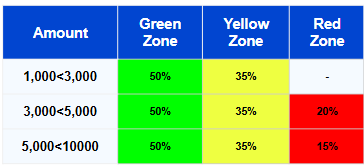 Amount Green Zone Yellow Zone Red Zone
1,000<3,000 50% 35% -
3,000<5,000 50% 35% 20%
5,000<10000 50% 35% 15%